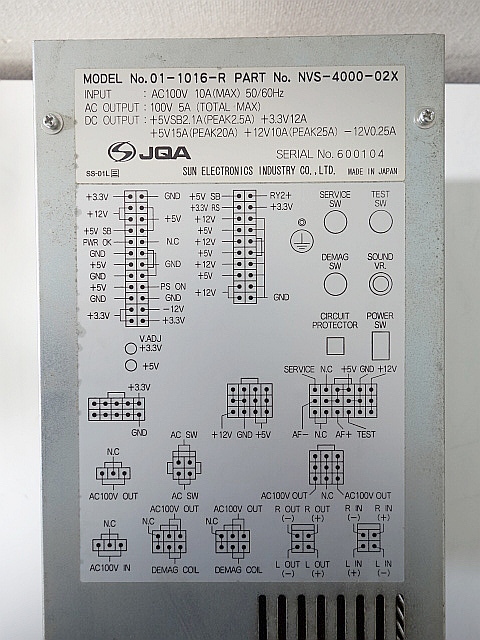 MODEL No. 01-1016-R PART No. NVS-4000-02X
INPUT : AC100V 10A(MAX) 50/60Hz
AC OUTPUT : 100V 5A (TOTAL MAX)
DC OUTPUT : +5VSB2.1A(PEAK2.5A) +3.3V12A
+5V15A(PEAK20A) +12V10A(PEAK25A) -12V0.25A
JQA
SERIAL No. 600104
SS-01L
SUN ELECTRONICS INDUSTRY CO.,LTD. MADE IN JAPAN
+3.3V GND
+12V +5V
+5V SB
PWR OK N.C
GND
+5V GND
GND
+5V PS ON
GND GND
-12V
+3.3V +3.3V
+5V SB RY2+
+3.3V RS +3.3V
+12V
+5V
+12V
+5V
+12V
+5V
+12V GND
SERVICE SW
TEST SW
DEMAG SW
SOUND VR.
CIRCUIT PROTECTOR
POWER SW
V.ADJ
+3.3V
+5V
+3.3V
GND
+12V GND +5V
SERVICE N.C +5V GND +12V
AF- N.C AF+ TEST
N.C
AC100V OUT
AC SW
AC SW
AC100V OUT N.C AC100V OUT
N.C
AC100V IN
AC100V OUT
N.C
DEMAG COIL
AC100V OUT
N.C
DEMAG COIL
R OUT (-) R OUT (+)
L OUT (-) L OUT (+)
R IN (-) R IN (+)
L IN (+) L IN (-)